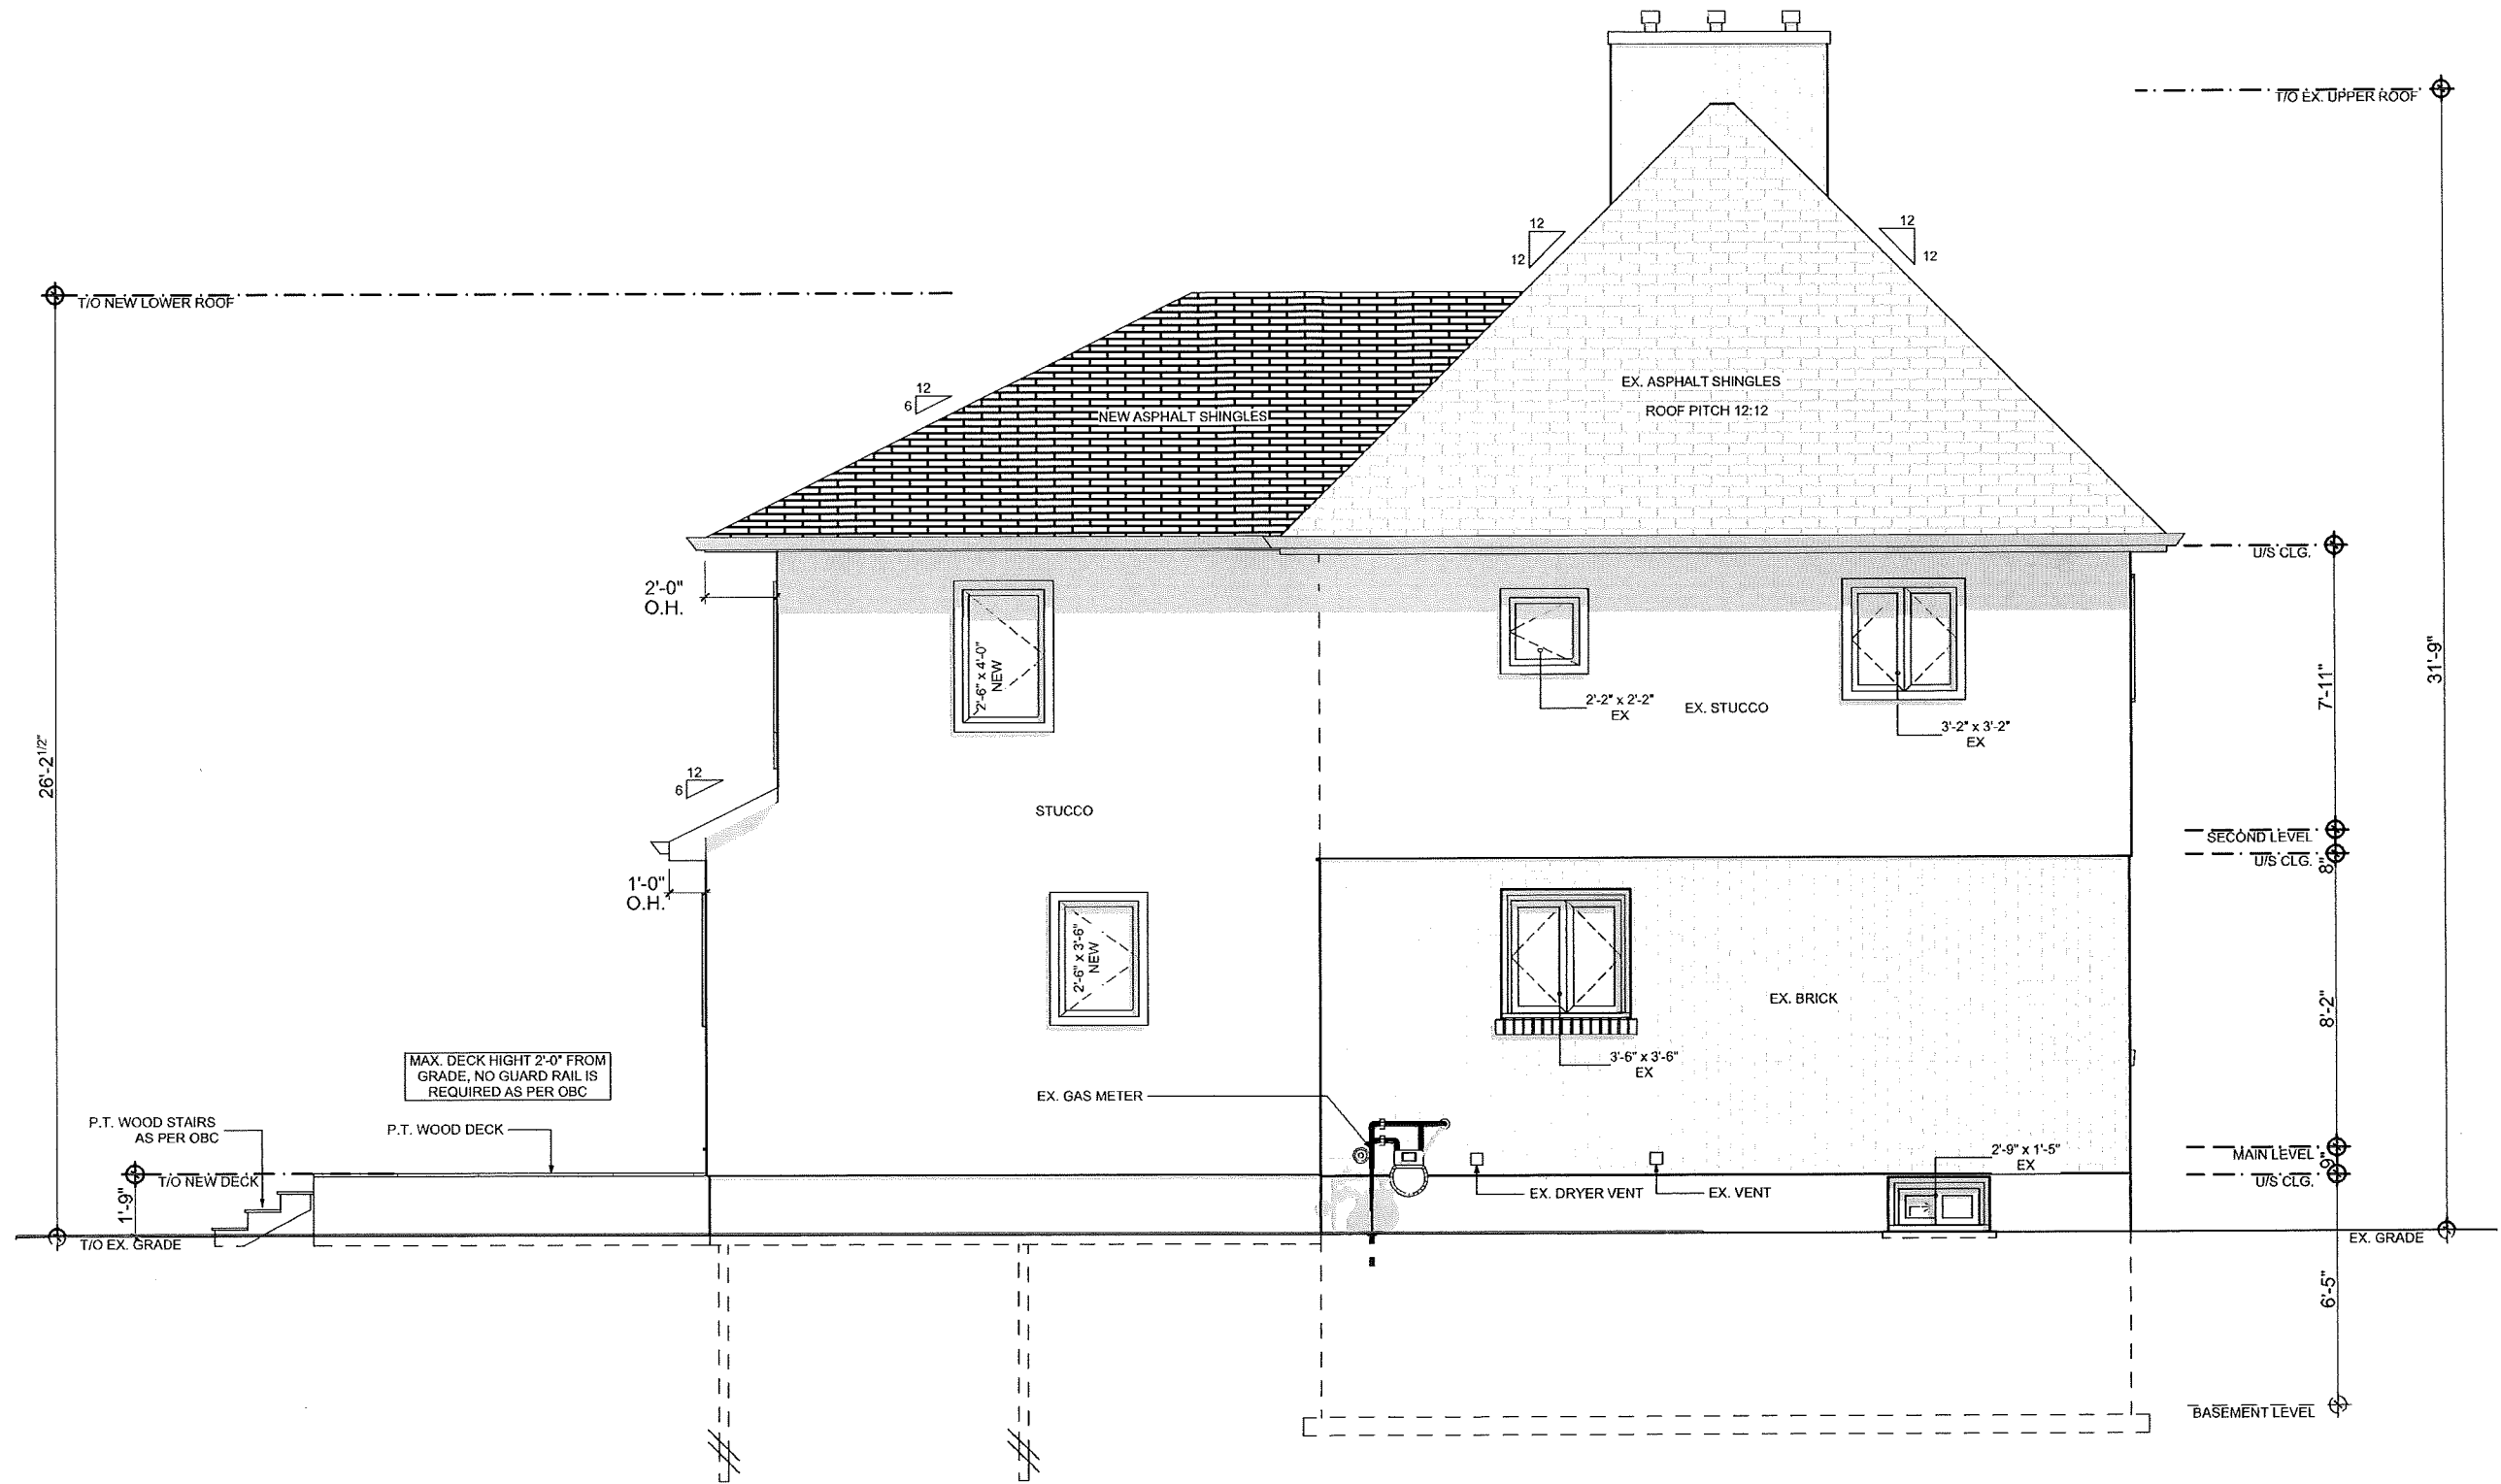 T/O EX. UPPER ROOF
12
12
12
12
T/O NEW LOWER ROOF
EX. ASPHALT SHINGLES
ROOF PITCH 12:12
12
6
NEW ASPHALT SHINGLES
U/S CLG.
2'-0"
O.H.
2'-6" x 4'-0"
NEW
2'-2" x 2'-2"
EX
EX. STUCCO
3'-2" x 3'-2"
EX
7'-11"
31'-9"
26'-2 1/2"
12
6
STUCCO
SECOND LEVEL
U/S CLG.
8"
1'-0"
O.H.
2'-6" x 3'-6"
NEW
EX. BRICK
8'-2"
3'-6" x 3'-6"
EX
MAX. DECK HIGHT 2'-0" FROM
GRADE, NO GUARD RAIL IS
REQUIRED AS PER OBC
EX. GAS METER
P.T. WOOD STAIRS
AS PER OBC
P.T. WOOD DECK
2'-9" x 1'-5"
EX
MAIN LEVEL
9"
U/S CLG.
T/O NEW DECK
1'-9"
EX. DRYER VENT
EX. VENT
T/O EX. GRADE
EX. GRADE
6'-5"
BASEMENT LEVEL